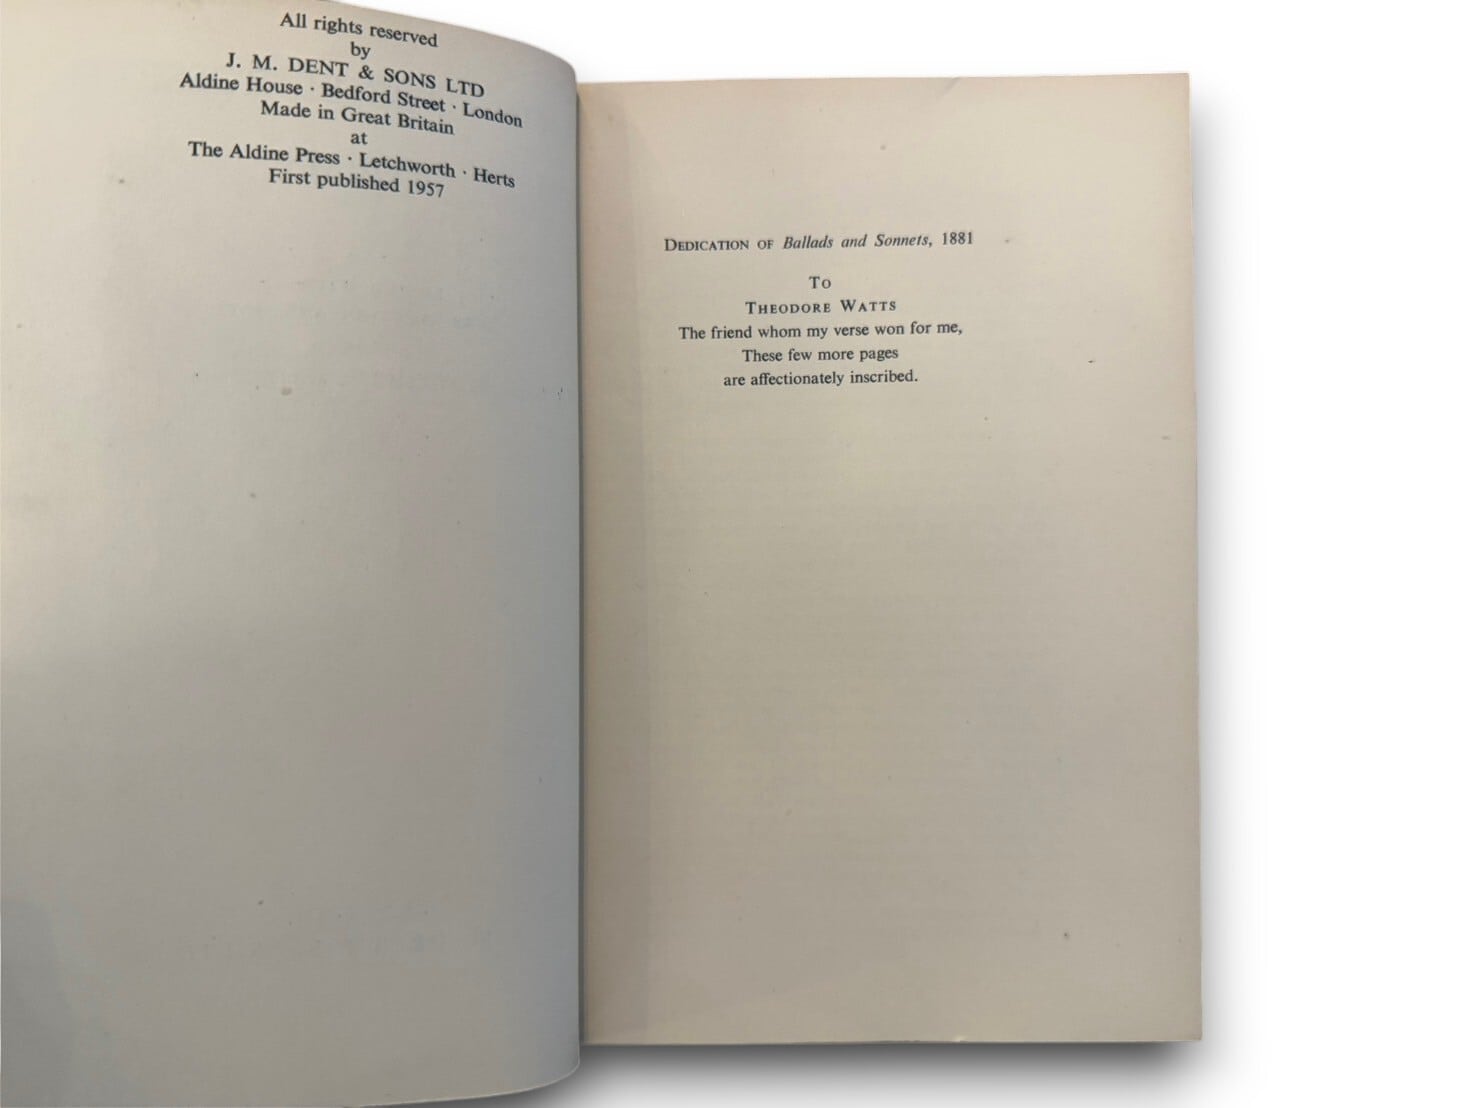 All rights reserved
by
J. M. DENT & SONS LTD
Aldine House · Bedford Street · London
Made in Great Britain
at
The Aldine Press · Letchworth · Herts
First published 1957
DEDICATION OF Ballads and Sonnets, 1881
TO
THEODORE WATTS
The friend whom my verse won for me,
These few more pages
are affectionately inscribed.